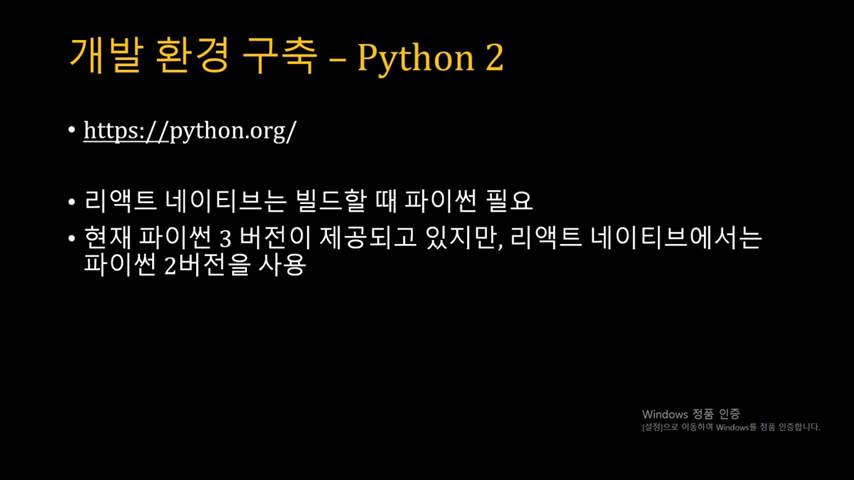 개발 환경 구축 – Python 2
• https://python.org/
• 리액트 네이티브는 빌드할 때 파이썬 필요
• 현재 파이썬 3 버전이 제공되고 있지만, 리액트 네이티브에서는
파이썬 2버전을 사용
Windows 정품 인증
[설정]으로 이동하여 Windows를 정품 인증합니다.